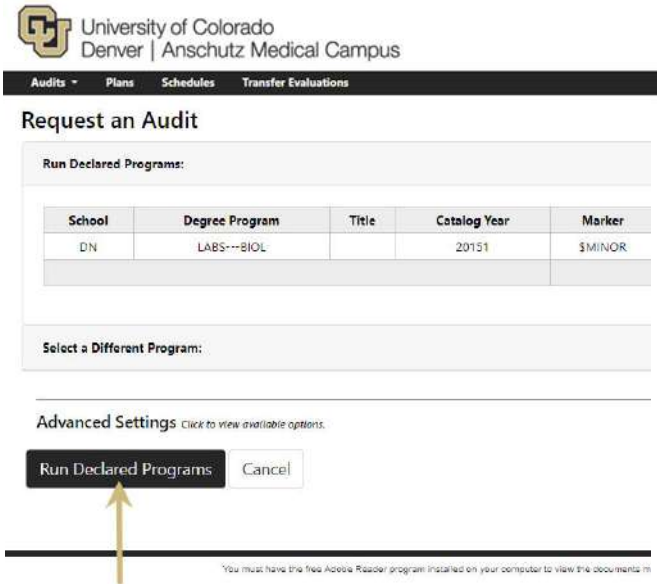 University of Colorado
Denver | Anschutz Medical Campus
Audits Plans Schedules Transfer Evaluations
Request an Audit
Run Declared Programs:
School Degree Program Title Catalog Year Marker
DN LABS---BIOL 20151 $MINOR
Select a Different Program:
Advanced Settings Click to view available options.
Run Declared Programs Cancel
You must have the free Adobe Reader program installed on your computer to view the documents m